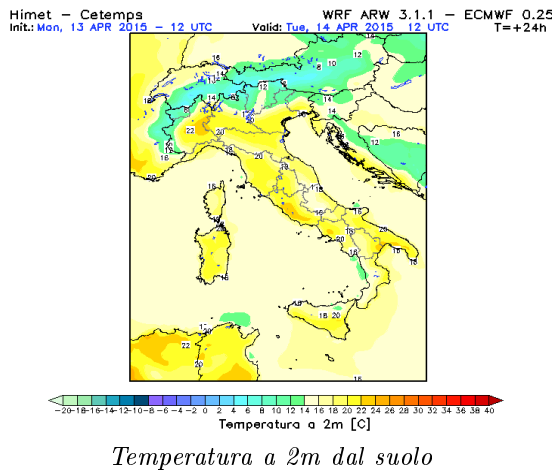 Himet – Cetemps WRF ARW 3.1.1 – ECMWF 0.25
Init.: Mon, 13 APR 2015 – 12 UTC Valid: Tue, 14 APR 2015 12 UTC T=+24h
-20-18-16-14-12-10-8 -6 -4 -2 0 2 4 6 8 10 12 14 16 18 20 22 24 26 28 30 32 34 36 38 40
Temperatura a 2m [C]
Temperatura a 2m dal suolo